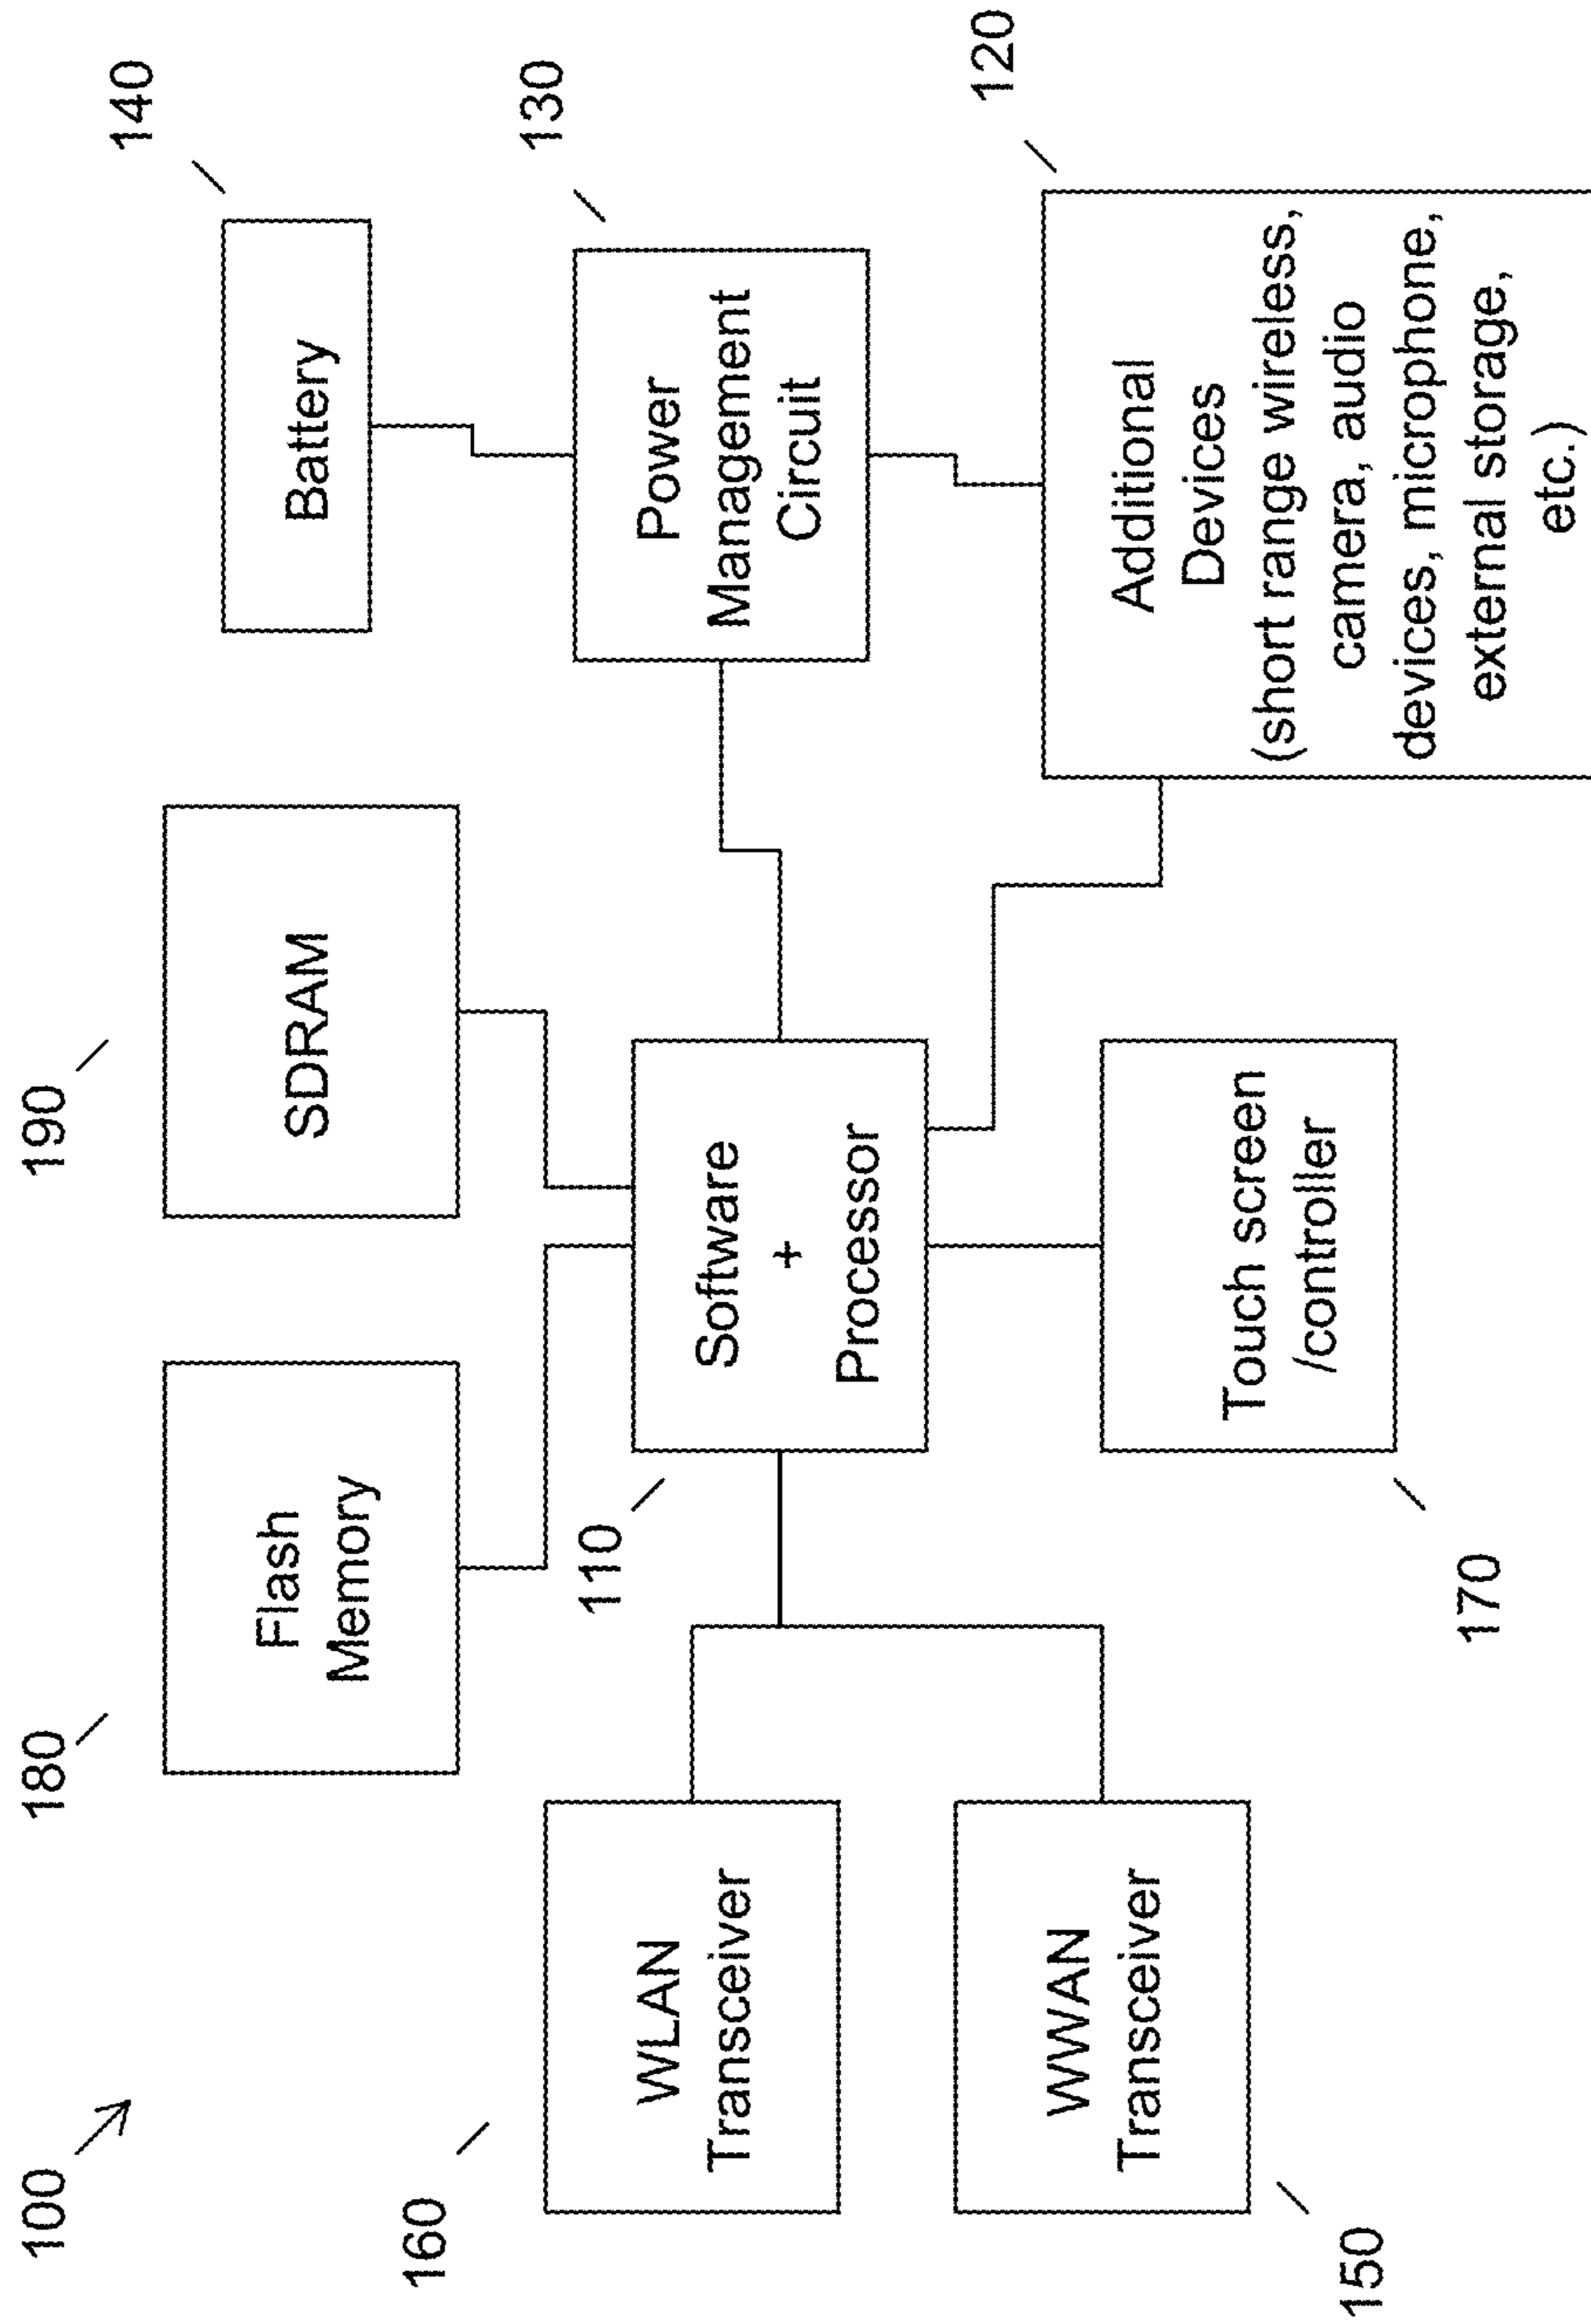 100
180
Flash
Memory
190
SDRAM
140
Battery
160
WLAN
Transceiver
110
Software
+
Processor
130
Power
Management
Circuit
150
WWAN
Transceiver
170
Touch screen
/controller
120
Additional
Devices
(short range wireless,
camera, audio
devices, microphone,
external storage,
etc.)